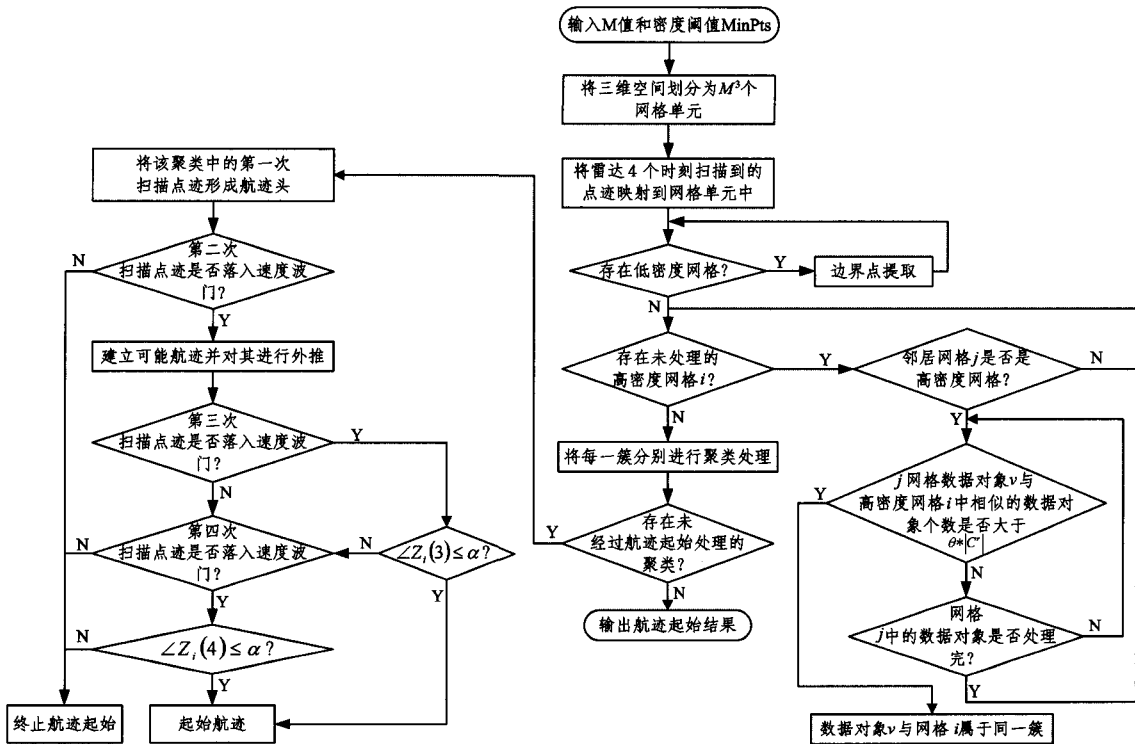 输入M值和密度阈值MinPts
将三维空间划分为M³个
网格单元
将雷达4个时刻扫描到的
点迹映射到网格单元中
存在低密度网格?
Y
边界点提取
N
存在未处理的
高密度网格i?
Y
邻居网格j是否是
高密度网格?
N
Y
N
将每一簇分别进行聚类处理
j网格数据对象v与
高密度网格i中相似的数据对
象个数是否大于
θ*|C'|
Y
N
存在未
经过航迹起始处理的
聚类?
Y
N
输出航迹起始结果
网格
j中的数据对象是否处理
完?
N
Y
数据对象v与网格i属于同一簇
将该聚类中的第一次
扫描点迹形成航迹头
第二次
扫描点迹是否落入速度波
门?
N
Y
建立可能航迹并对其进行外推
第三次
扫描点迹是否落入速度波
门?
Y
N
第四次
扫描点迹是否落入速度波
门?
N
N
∠Z_i(3)≤α?
Y
Y
∠Z_i(4)≤α?
N
Y
终止航迹起始
起始航迹